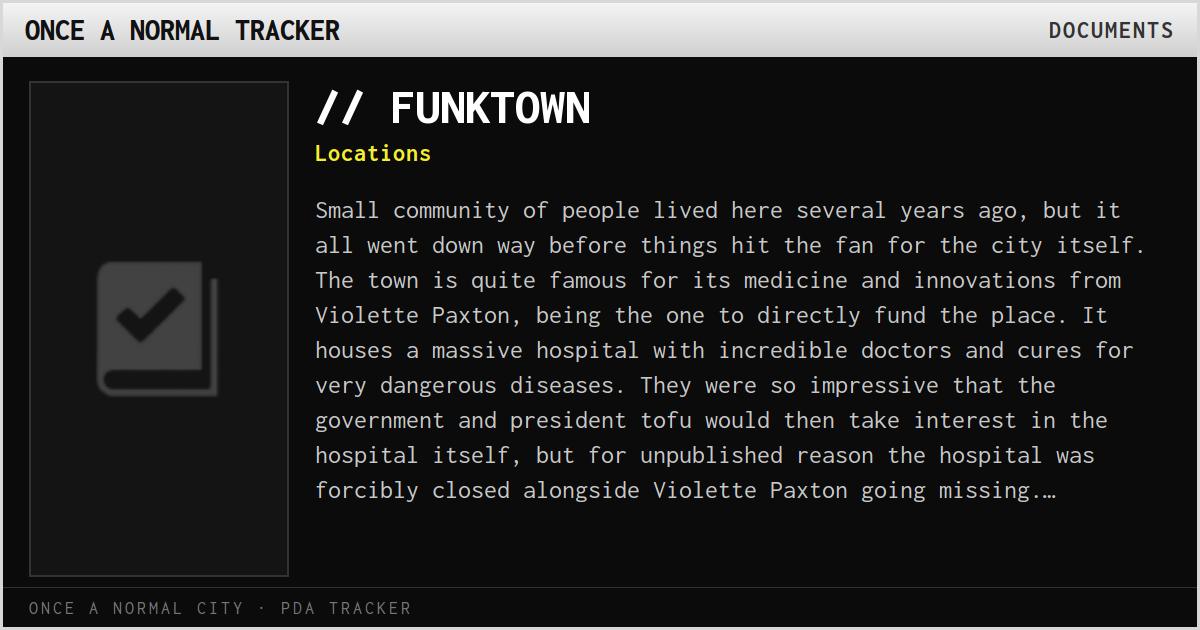 ONCE A NORMAL TRACKER
DOCUMENTS
// FUNKTOWN
Locations
Small community of people lived here several years ago, but it
all went down way before things hit the fan for the city itself.
The town is quite famous for its medicine and innovations from
Violette Paxton, being the one to directly fund the place. It
houses a massive hospital with incredible doctors and cures for
very dangerous diseases. They were so impressive that the
government and president tofu would then take interest in the
hospital itself, but for unpublished reason the hospital was
forcibly closed alongside Violette Paxton going missing.…
ONCE A NORMAL CITY · PDA TRACKER